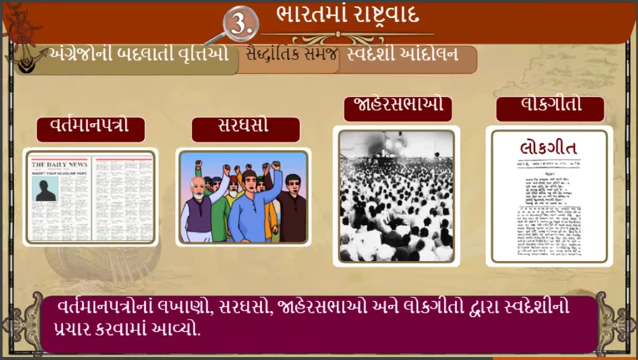 3. ભારતમાં રાષ્ટ્રવાદ
અંગ્રેજોની બદલાતી વૃત્તિઓ સૈદ્ધાંતિક સમજ સ્વદેશી આંદોલન
વર્તમાનપત્રો
સરઘસો
જાહેરસભાઓ
લોકગીતો
THE DAILY NEWS
લોકગીત
વર્તમાનપત્રોનાં લખાણો, સરઘસો, જાહેરસભાઓ અને લોકગીતો દ્વારા સ્વદેશીનો
પ્રચાર કરવામાં આવ્યો.